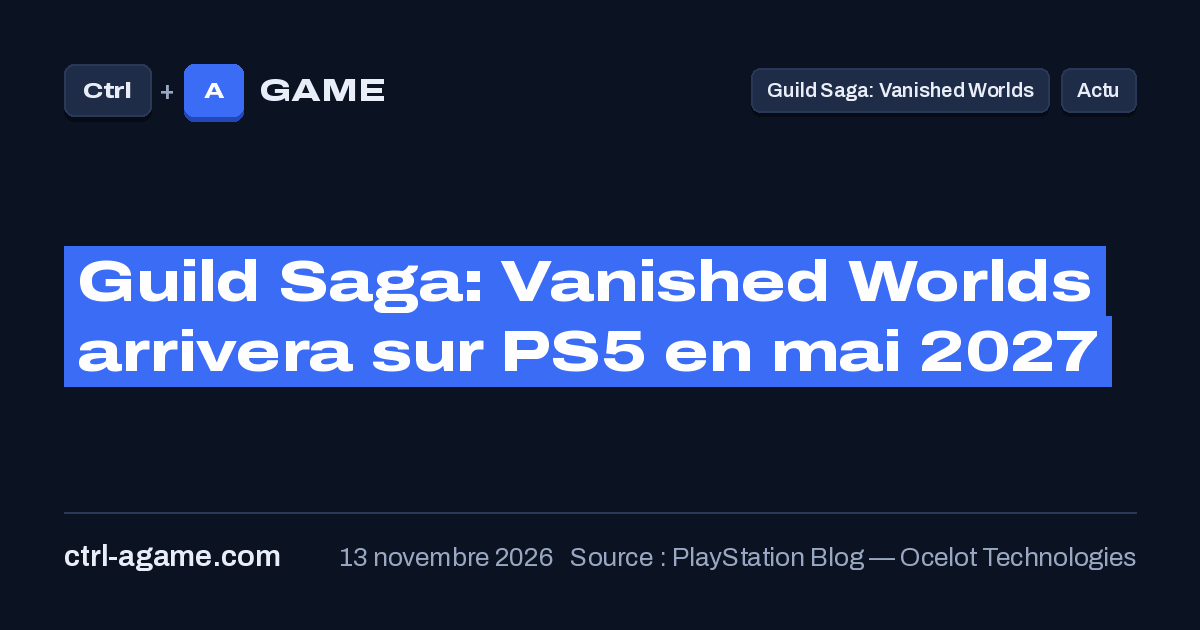 Ctrl + A GAME
Guild Saga: Vanished Worlds Actu
Guild Saga: Vanished Worlds
arrivera sur PS5 en mai 2027
ctrl-agame.com 13 novembre 2026 Source : PlayStation Blog — Ocelot Technologies